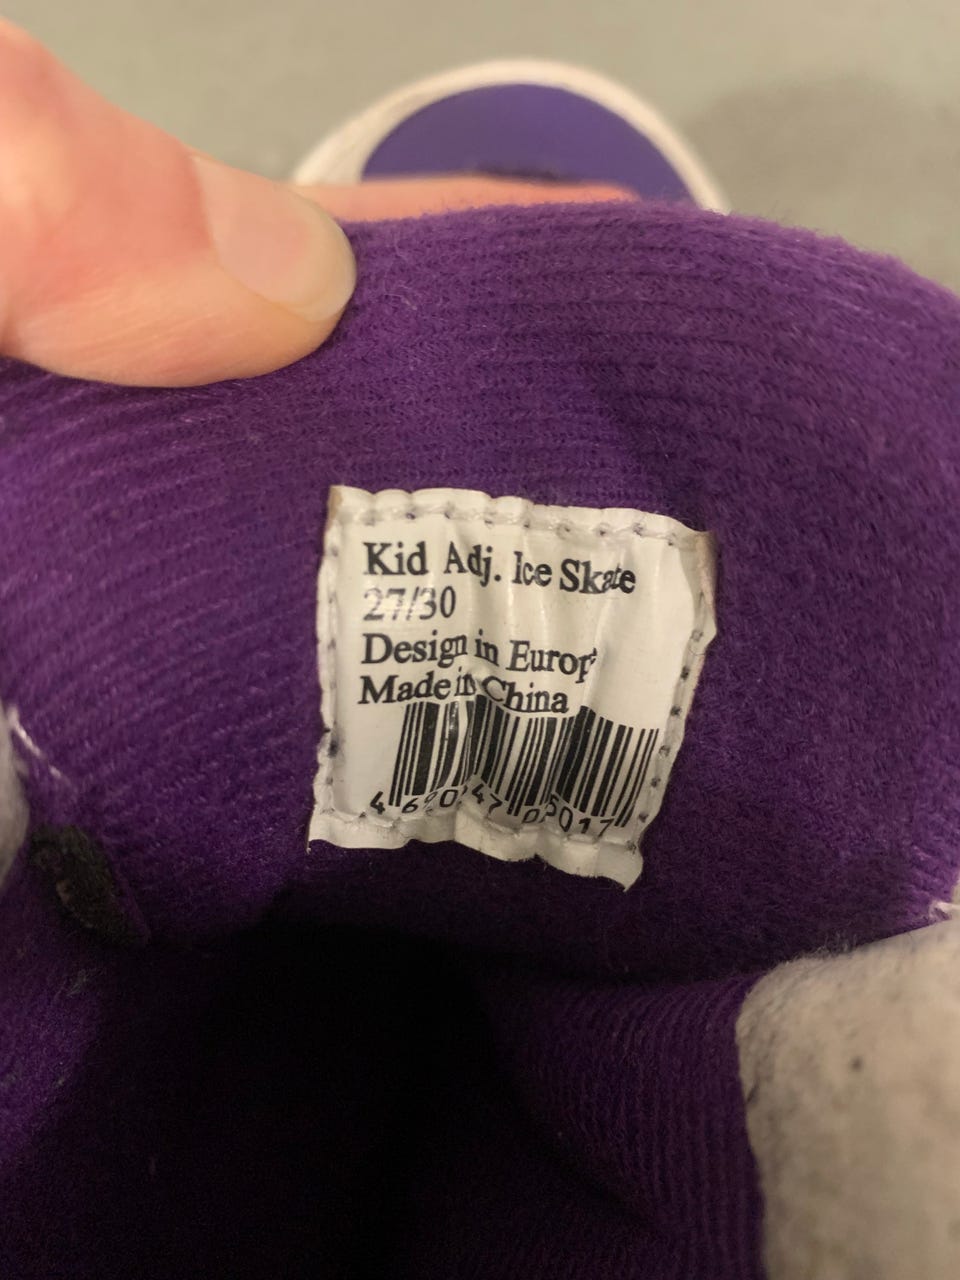 Kid Adj. Ice Skate
27/30
Design in Europe
Made in China